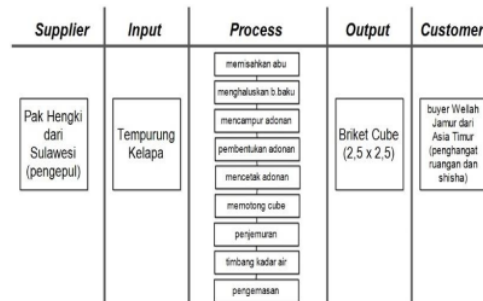 Supplier
Input
Process
Output
Customer
Pak Hengki
dari
Sulawesi
(pengepul)
Tempurung
Kelapa
memisahkan abu
menghaluskan b.baku
mencampur adonan
pembentukan adonan
mencetak adonan
memotong cube
penjemuran
timbang kadar air
pengemasan
Briket Cube
(2,5 x 2,5)
buyer Wellah
Jamur dari
Asia Timur
(penghangat
ruangan dan
shisha)